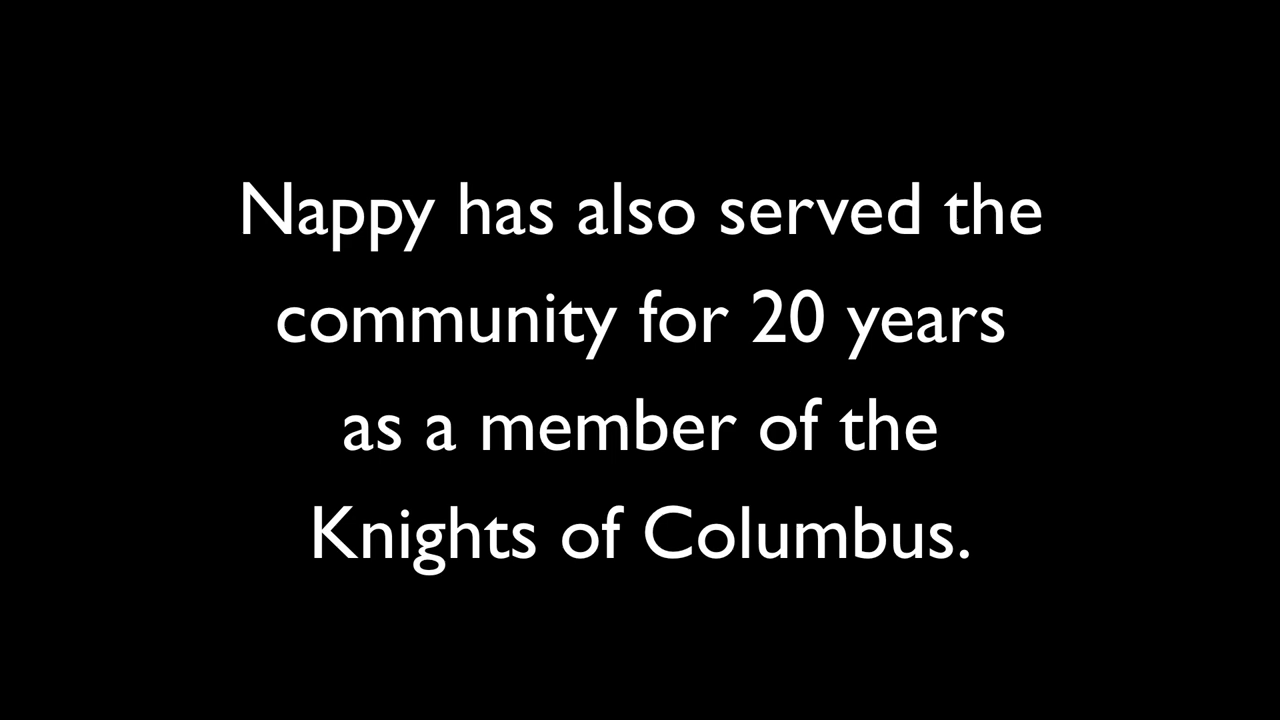 Nappy has also served the
community for 20 years
as a member of the
Knights of Columbus.